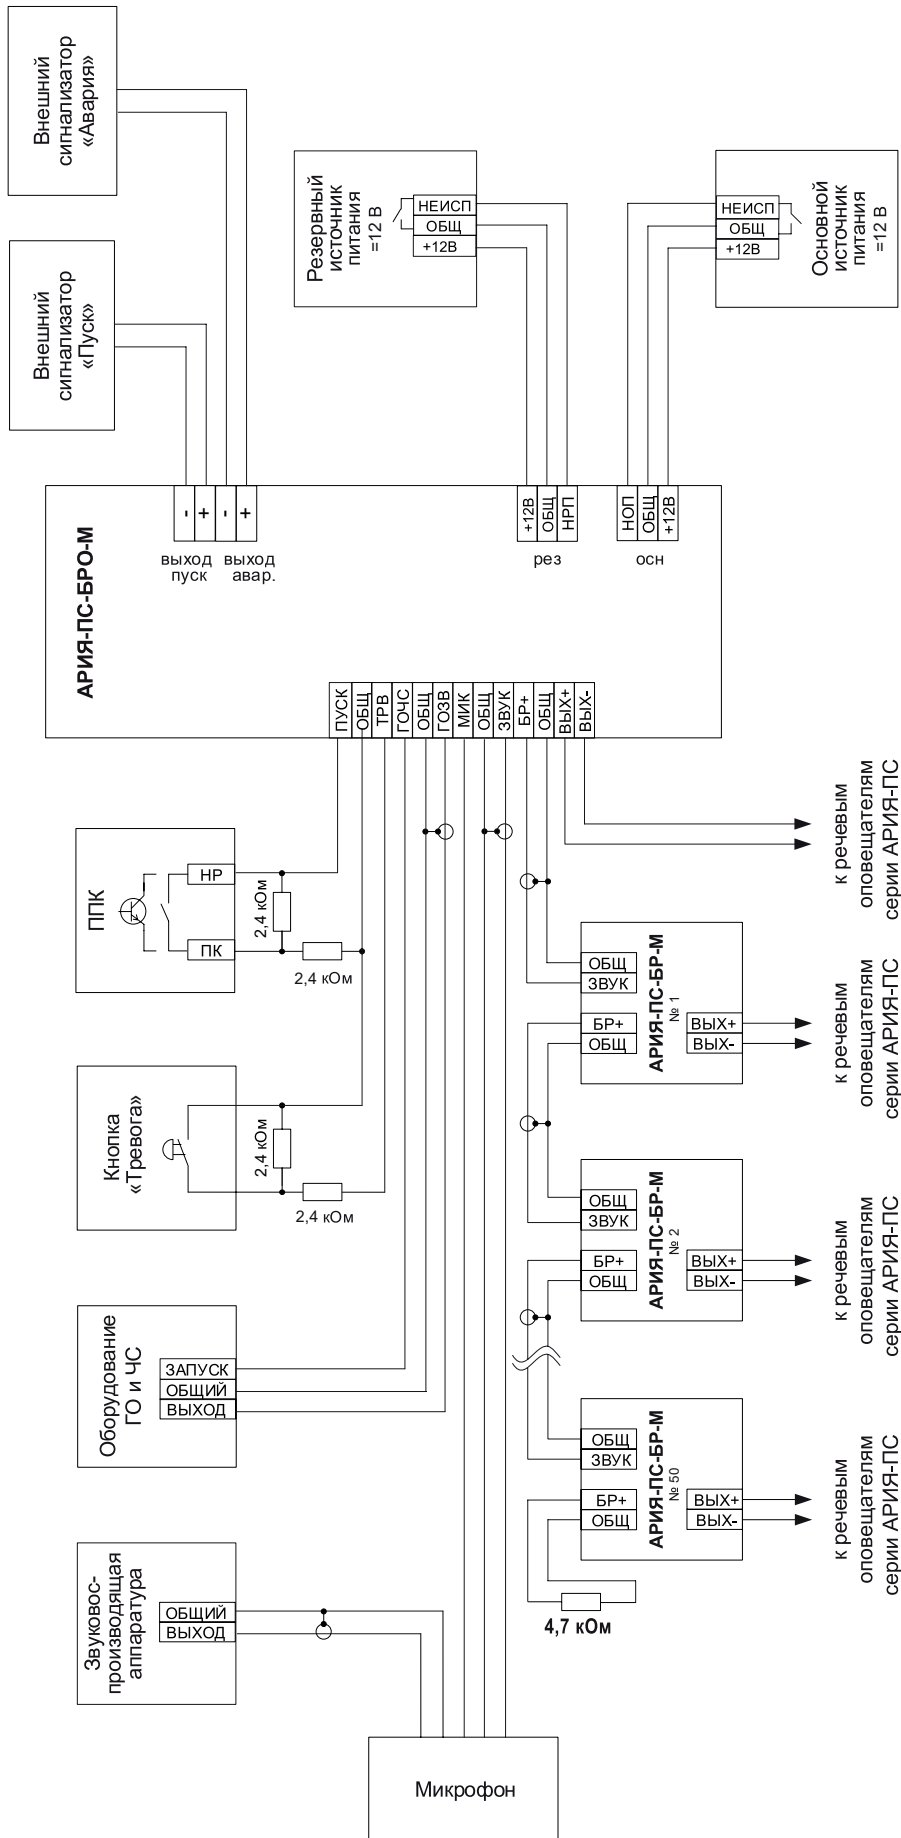 Внешний
сигнализатор
«Авария»
Внешний
сигнализатор
«Пуск»
Резервный
источник
питания
=12 В
НЕИСП
ОБЩ
+12В
Основной
источник
питания
=12 В
НЕИСП
ОБЩ
+12В
АРИЯ-ПС-БРО-М
-
+
-
+
выход
пуск
выход
авар.
+12В
ОБЩ
НРП
рез
НОП
ОБЩ
+12В
осн
ПУСК
ОБЩ
ТРВ
ГОЧС
ОБЩ
ГОЗВ
МИК
ОБЩ
ЗВУК
БР+
ОБЩ
ВЫХ+
ВЫХ-
к речевым
оповещателям
серии АРИЯ-ПС
ППК
НР
ПК
2,4 кОм
2,4 кОм
АРИЯ-ПС-БР-М
№ 1
ОБЩ
ЗВУК
БР+
ОБЩ
ВЫХ+
ВЫХ-
к речевым
оповещателям
серии АРИЯ-ПС
Кнопка
«Тревога»
2,4 кОм
2,4 кОм
АРИЯ-ПС-БР-М
№ 2
ОБЩ
ЗВУК
БР+
ОБЩ
ВЫХ+
ВЫХ-
к речевым
оповещателям
серии АРИЯ-ПС
Оборудование
ГО и ЧС
ЗАПУСК
ОБЩИЙ
ВЫХОД
АРИЯ-ПС-БР-М
№ 50
ОБЩ
ЗВУК
БР+
ОБЩ
ВЫХ+
ВЫХ-
к речевым
оповещателям
серии АРИЯ-ПС
4,7 кОм
Звуковос-
производящая
аппаратура
ОБЩИЙ
ВЫХОД
Микрофон